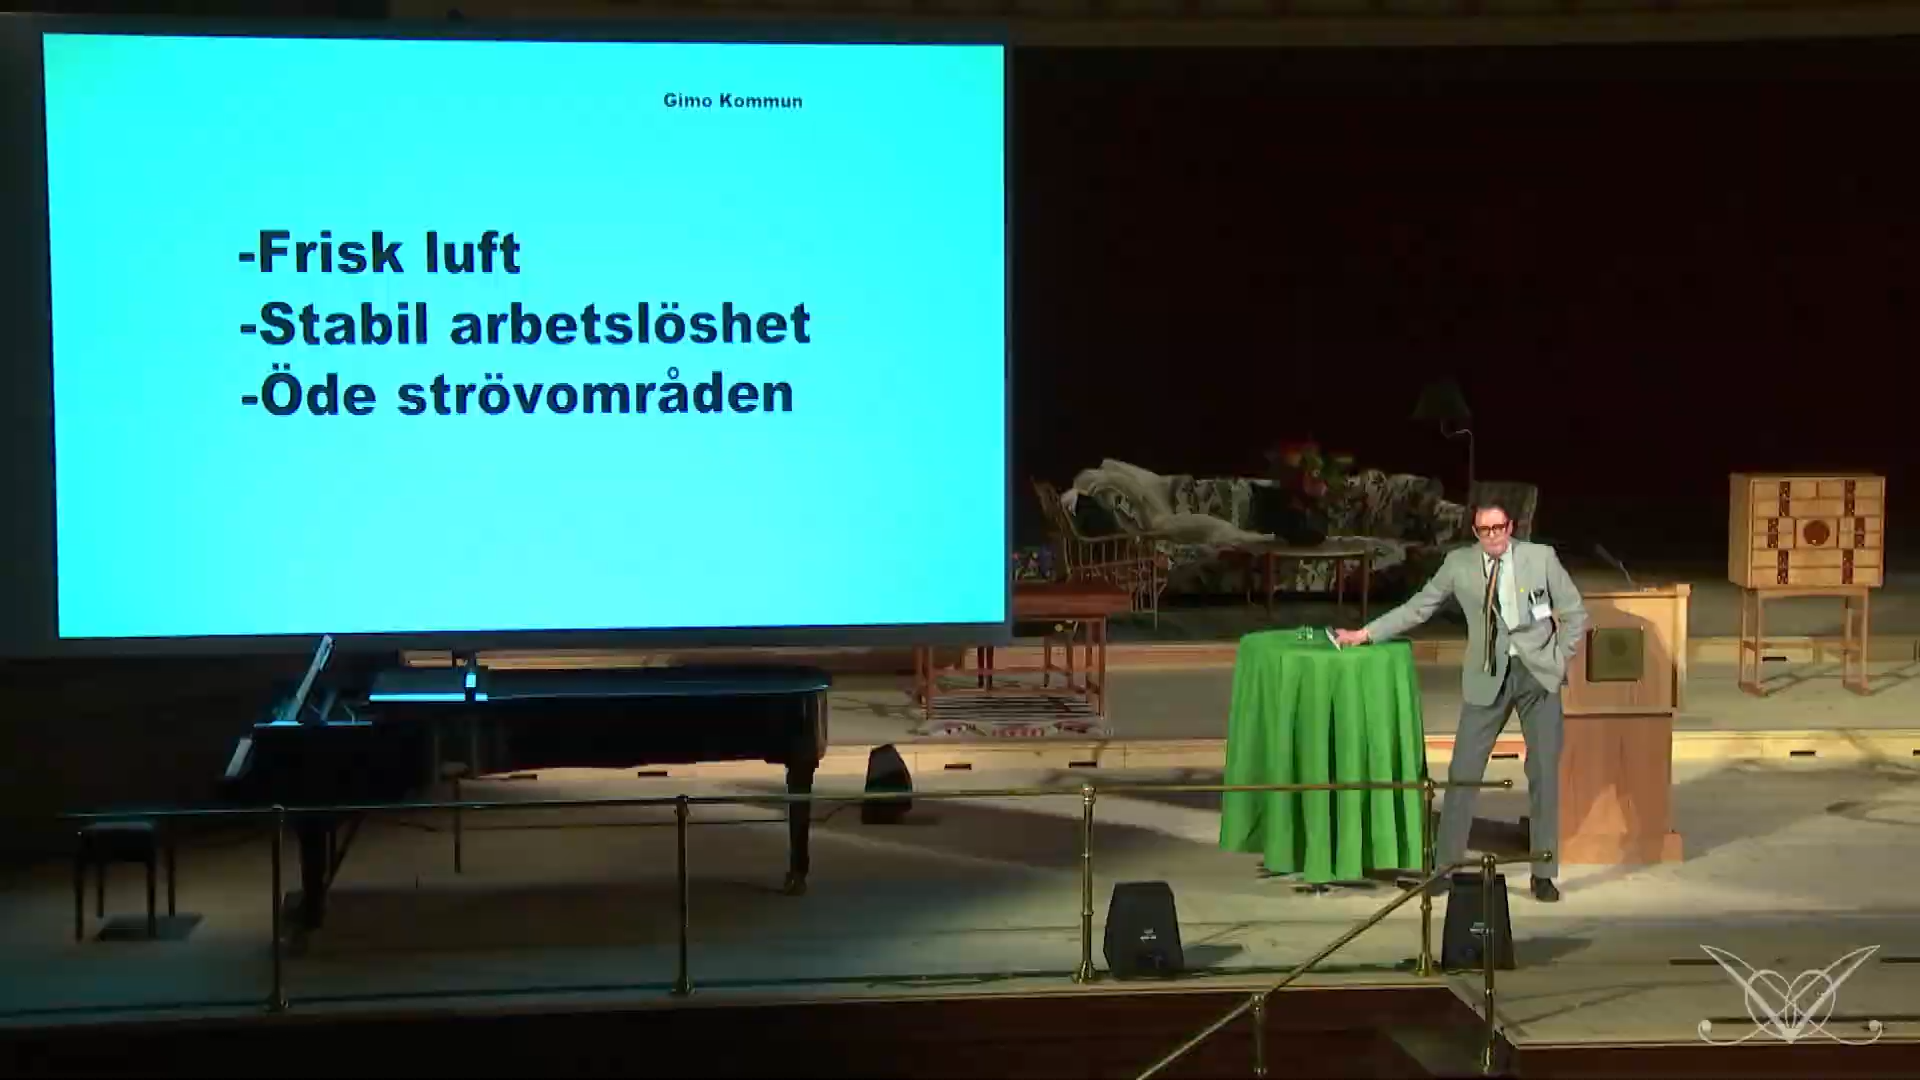 Gimo Kommun
-Frisk luft
-Stabil arbetslöshet
-Öde strövområden